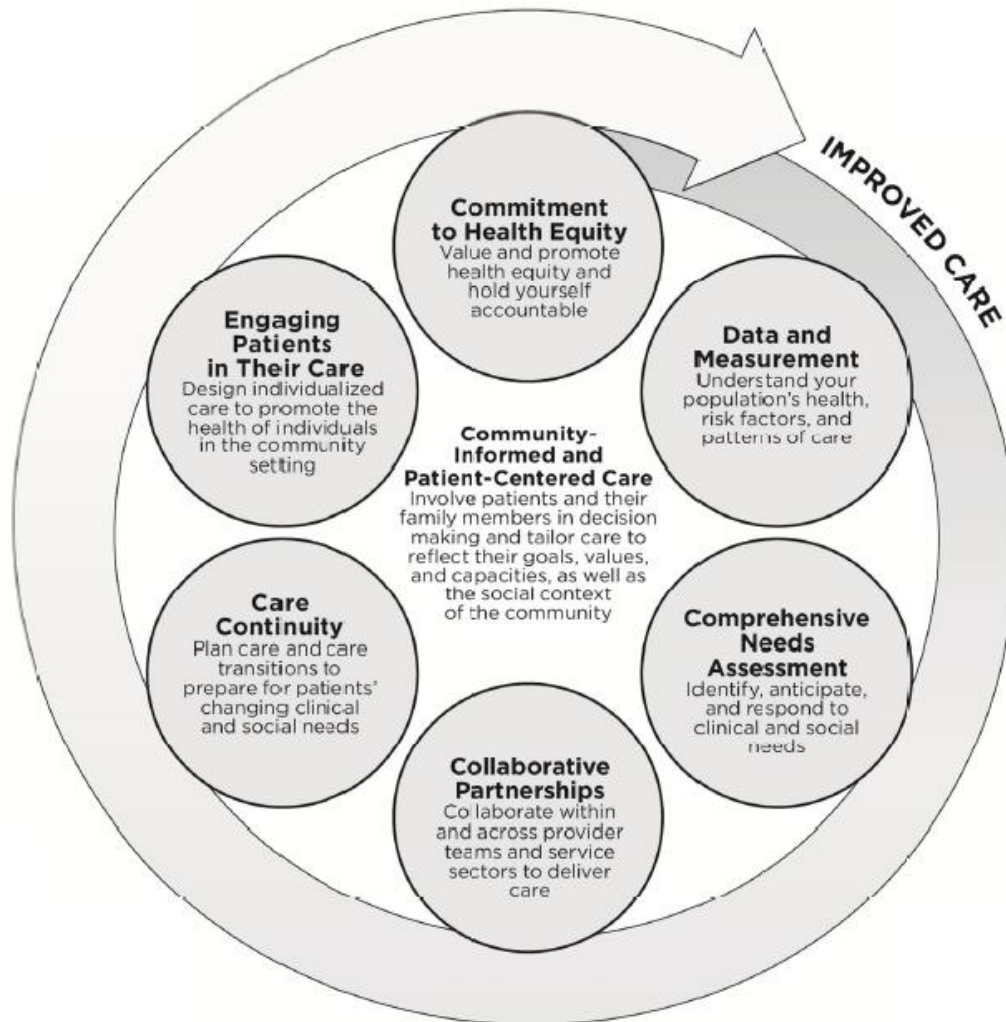 IMPROVED CARE
Commitment
to Health Equity
Value and promote
health equity and
hold yourself
accountable
Data and
Measurement
Understand your
population's health,
risk factors, and
patterns of care
Comprehensive
Needs
Assessment
Identify, anticipate,
and respond to
clinical and social
needs
Collaborative
Partnerships
Collaborate within
and across provider
teams and service
sectors to deliver
care
Care
Continuity
Plan care and care
transitions to
prepare for patients'
changing clinical
and social needs
Engaging
Patients
in Their Care
Design individualized
care to promote the
health of individuals
in the community
setting
Community-
Informed and
Patient-Centered Care
Involve patients and their
family members in decision
making and tailor care to
reflect their goals, values,
and capacities, as well as
the social context
of the community